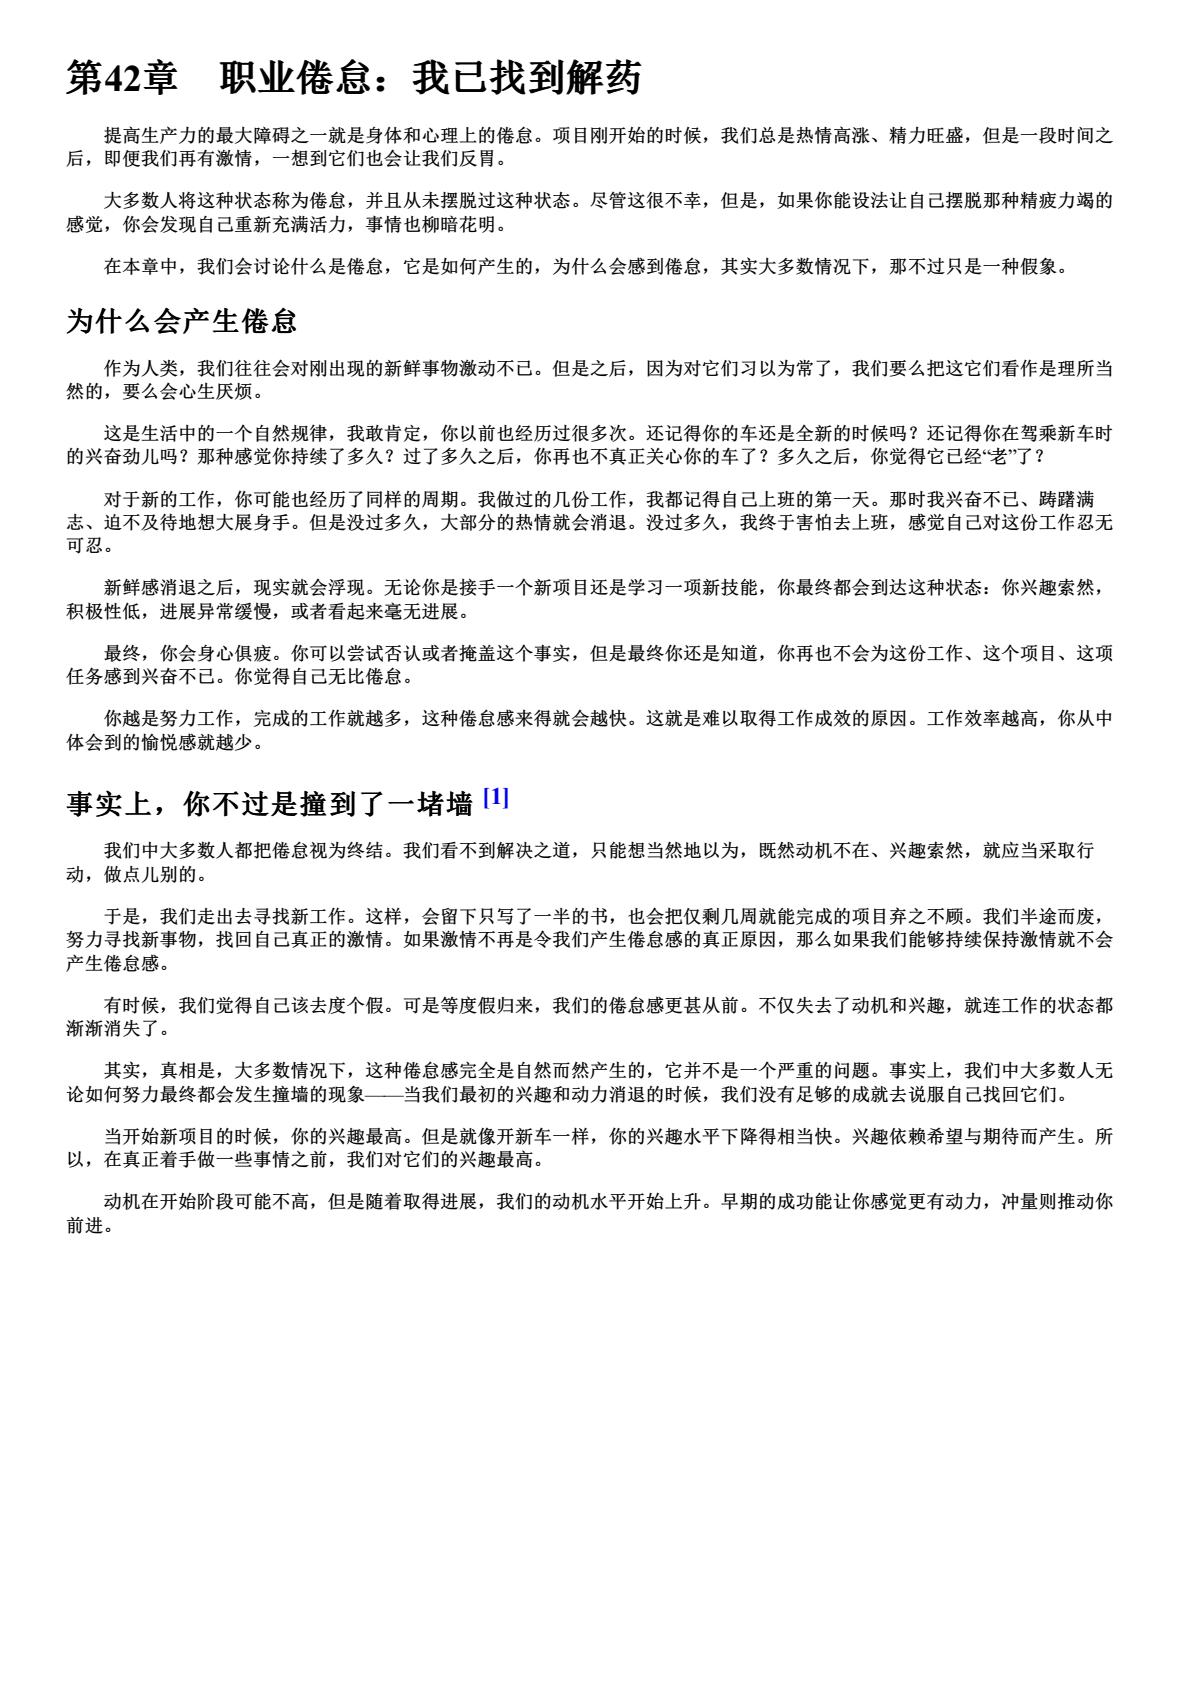 第42章　职业倦怠：我已找到解药
提高生产力的最大障碍之一就是身体和心理上的倦怠。项目刚开始的时候，我们总是热情高涨、精力旺盛，但是一段时间之
后，即便我们再有激情，一想到它们也会让我们反胃。
大多数人将这种状态称为倦怠，并且从未摆脱过这种状态。尽管这很不幸，但是，如果你能设法让自己摆脱那种精疲力竭的
感觉，你会发现自己重新充满活力，事情也柳暗花明。
在本章中，我们会讨论什么是倦怠，它是如何产生的，为什么会感到倦怠，其实大多数情况下，那不过只是一种假象。
为什么会产生倦怠
作为人类，我们往往会对刚出现的新鲜事物激动不已。但是之后，因为对它们习以为常了，我们要么把这它们看作是理所当
然的，要么会心生厌烦。
这是生活中的一个自然规律，我敢肯定，你以前也经历过很多次。还记得你的车还是全新的时候吗？还记得你在驾乘新车时
的兴奋劲儿吗？那种感觉你持续了多久？过了多久之后，你再也不真正关心你的车了？多久之后，你觉得它已经“老”了？
对于新的工作，你可能也经历了同样的周期。我做过的几份工作，我都记得自己上班的第一天。那时我兴奋不已、踌躇满
志、迫不及待地想大展身手。但是没过多久，大部分的热情就会消退。没过多久，我终于害怕去上班，感觉自己对这份工作忍无
可忍。
新鲜感消退之后，现实就会浮现。无论你是接手一个新项目还是学习一项新技能，你最终都会到达这种状态：你兴趣索然，
积极性低，进展异常缓慢，或者看起来毫无进展。
最终，你会身心俱疲。你可以尝试否认或者掩盖这个事实，但是最终你还是知道，你再也不会为这份工作、这个项目、这项
任务感到兴奋不已。你觉得自己无比倦怠。
你越是努力工作，完成的工作就越多，这种倦怠感来得就会越快。这就是难以取得工作成效的原因。工作效率越高，你从中
体会到的愉悦感就越少。
事实上，你不过是撞到了一堵墙 [1]
我们中大多数人都把倦怠视为终结。我们看不到解决之道，只能想当然地以为，既然动机不在、兴趣索然，就应当采取行
动，做点儿别的。
于是，我们走出去寻找新工作。这样，会留下只写了一半的书，也会把仅剩几周就能完成的项目弃之不顾。我们半途而废，
努力寻找新事物，找回自己真正的激情。如果激情不再是令我们产生倦怠感的真正原因，那么如果我们能够持续保持激情就不会
产生倦怠感。
有时候，我们觉得自己该去度个假。可是等度假归来，我们的倦怠感更甚从前。不仅失去了动机和兴趣，就连工作的状态都
渐渐消失了。
其实，真相是，大多数情况下，这种倦怠感完全是自然而然产生的，它并不是一个严重的问题。事实上，我们中大多数人无
论如何努力最终都会发生撞墙的现象——当我们最初的兴趣和动力消退的时候，我们没有足够的成就去说服自己找回它们。
当开始新项目的时候，你的兴趣最高。但是就像开新车一样，你的兴趣水平下降得相当快。兴趣依赖希望与期待而产生。所
以，在真正着手做一些事情之前，我们对它们的兴趣最高。
动机在开始阶段可能不高，但是随着取得进展，我们的动机水平开始上升。早期的成功能让你感觉更有动力，冲量则推动你
前进。